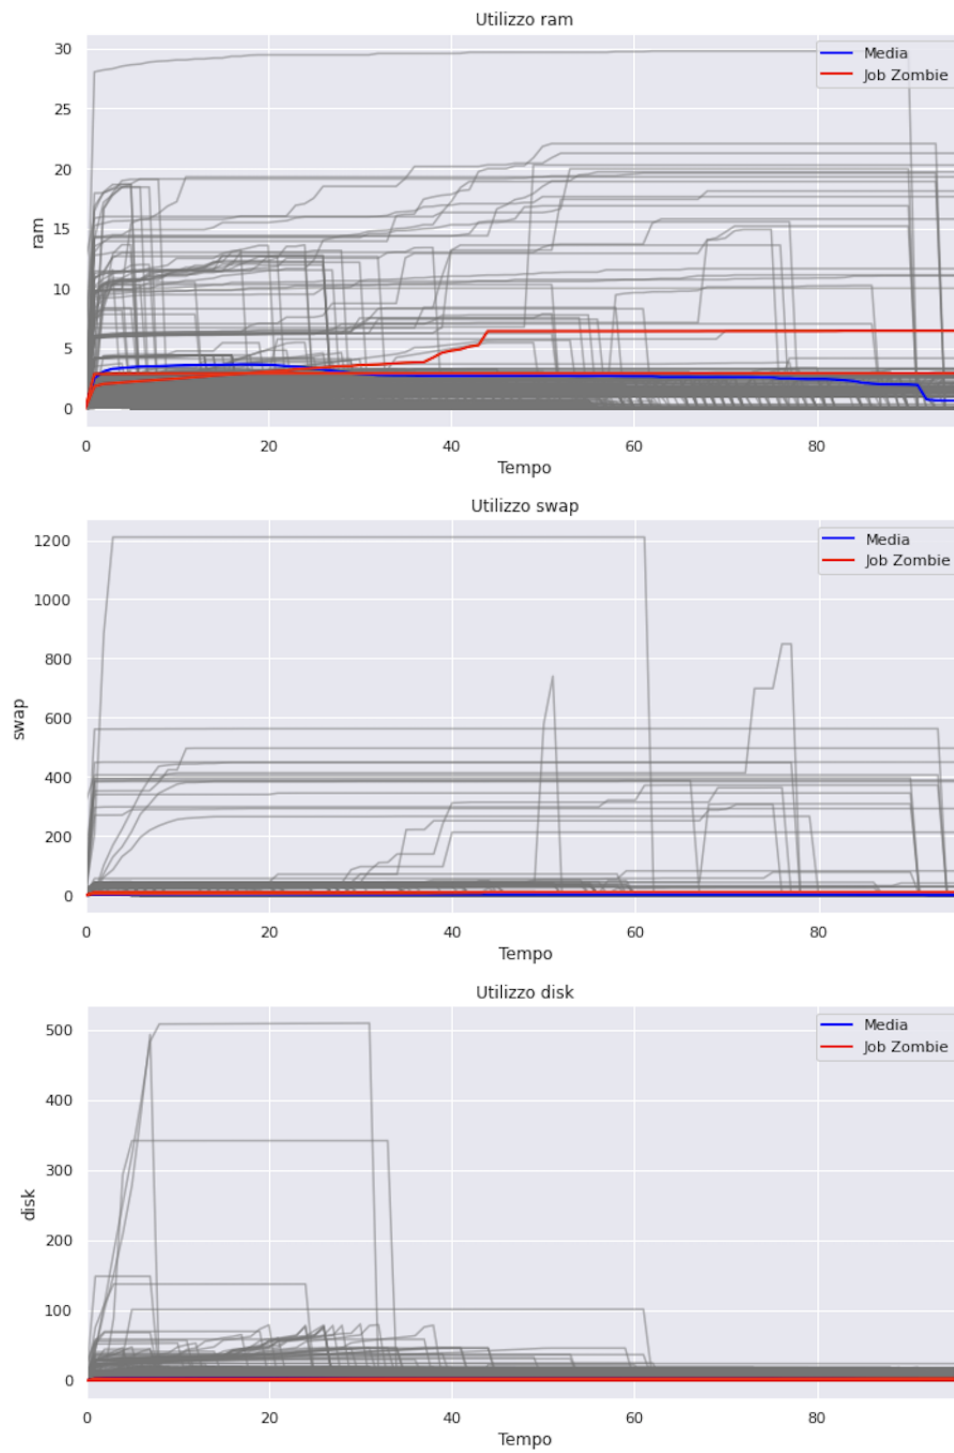 Utilizzo ram
30
25
20
15
10
5
0
ram
Media
Job Zombie
0 20 40 60 80
Tempo
Utilizzo swap
1200
1000
800
600
400
200
0
swap
Media
Job Zombie
0 20 40 60 80
Tempo
Utilizzo disk
500
400
300
200
100
0
disk
Media
Job Zombie
0 20 40 60 80
Tempo